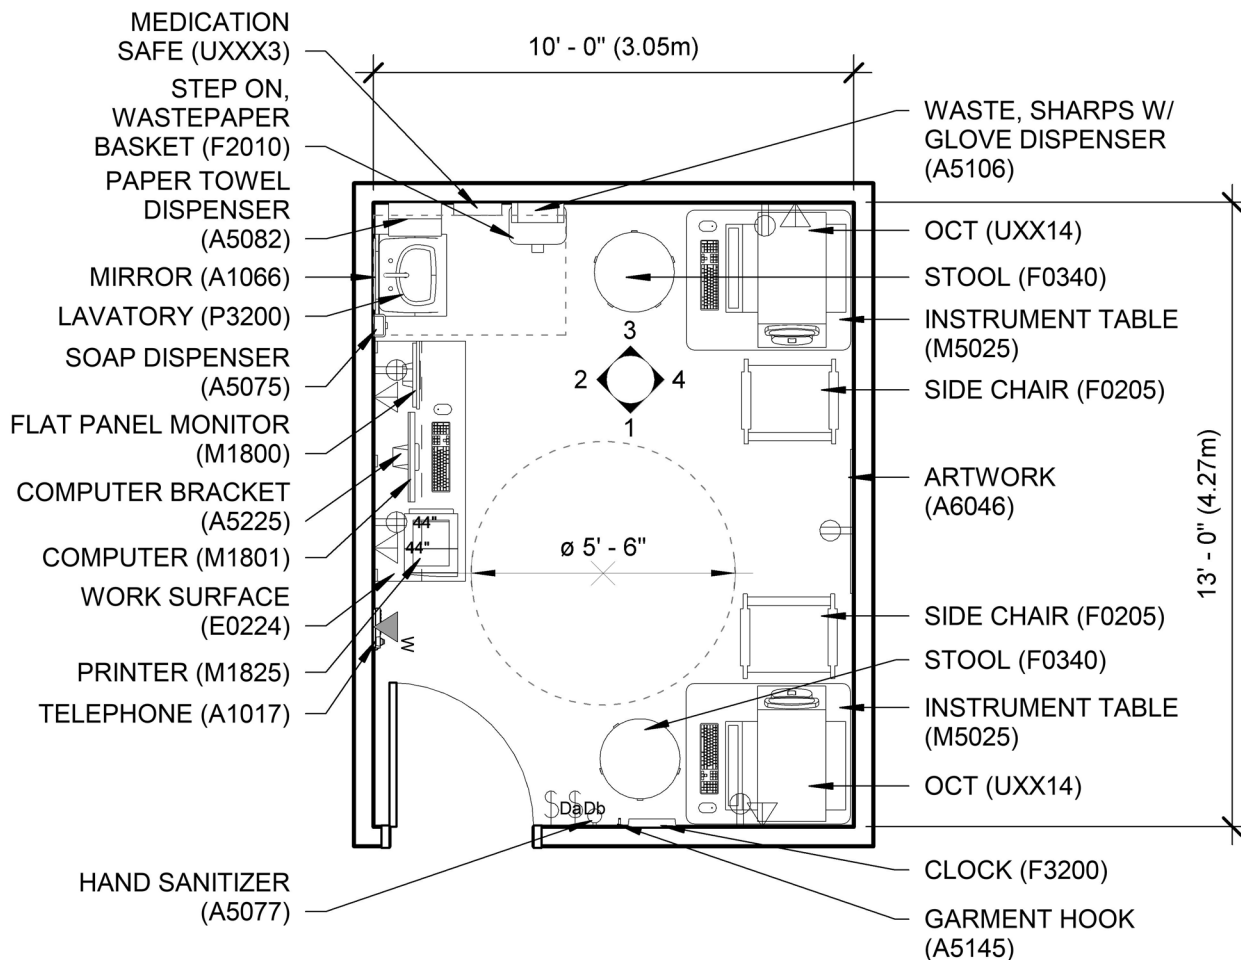 MEDICATION
SAFE (UXXX3)
STEP ON,
WASTEPAPER
BASKET (F2010)
PAPER TOWEL
DISPENSER
(A5082)
MIRROR (A1066)
LAVATORY (P3200)
SOAP DISPENSER
(A5075)
FLAT PANEL MONITOR
(M1800)
COMPUTER BRACKET
(A5225)
COMPUTER (M1801)
WORK SURFACE
(E0224)
PRINTER (M1825)
TELEPHONE (A1017)
HAND SANITIZER
(A5077)
10' - 0" (3.05m)
3
2
4
1
44"
44"
ø 5' - 6"
W
DaDb
WASTE, SHARPS W/
GLOVE DISPENSER
(A5106)
OCT (UXX14)
STOOL (F0340)
INSTRUMENT TABLE
(M5025)
SIDE CHAIR (F0205)
ARTWORK
(A6046)
SIDE CHAIR (F0205)
STOOL (F0340)
INSTRUMENT TABLE
(M5025)
OCT (UXX14)
CLOCK (F3200)
GARMENT HOOK
(A5145)
13' - 0" (4.27m)